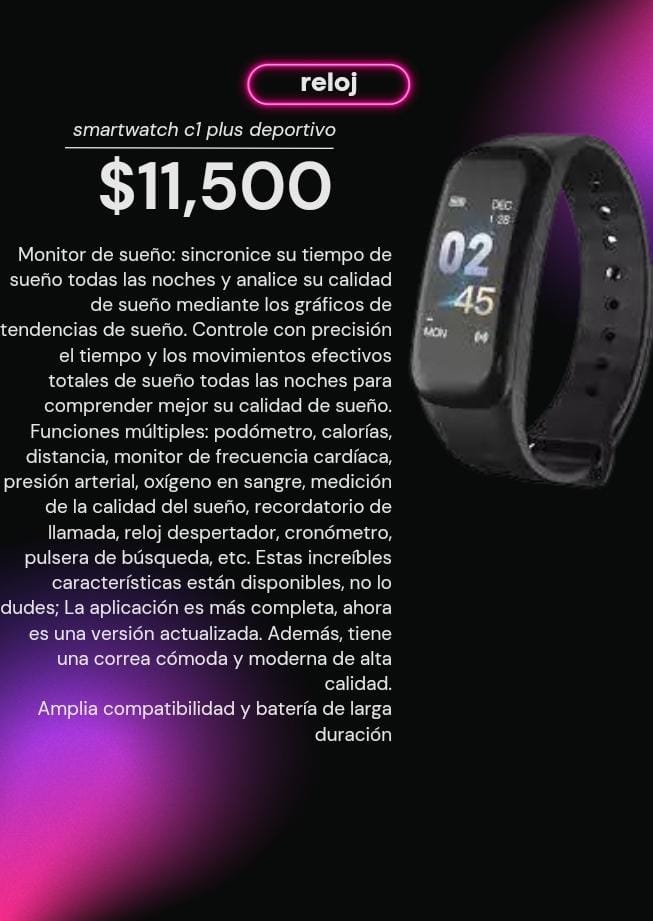 reloj
smartwatch c1 plus deportivo
$11,500
Monitor de sueño: sincronice su tiempo de
sueño todas las noches y analice su calidad
de sueño mediante los gráficos de
tendencias de sueño. Controle con precisión
el tiempo y los movimientos efectivos
totales de sueño todas las noches para
comprender mejor su calidad de sueño.
Funciones múltiples: podómetro, calorías,
distancia, monitor de frecuencia cardíaca,
presión arterial, oxígeno en sangre, medición
de la calidad del sueño, recordatorio de
llamada, reloj despertador, cronómetro,
pulsera de búsqueda, etc. Estas increíbles
características están disponibles, no lo
dudes; La aplicación es más completa, ahora
es una versión actualizada. Además, tiene
una correa cómoda y moderna de alta
calidad.
Amplia compatibilidad y batería de larga
duración
DEC
1 28
02
45
MON